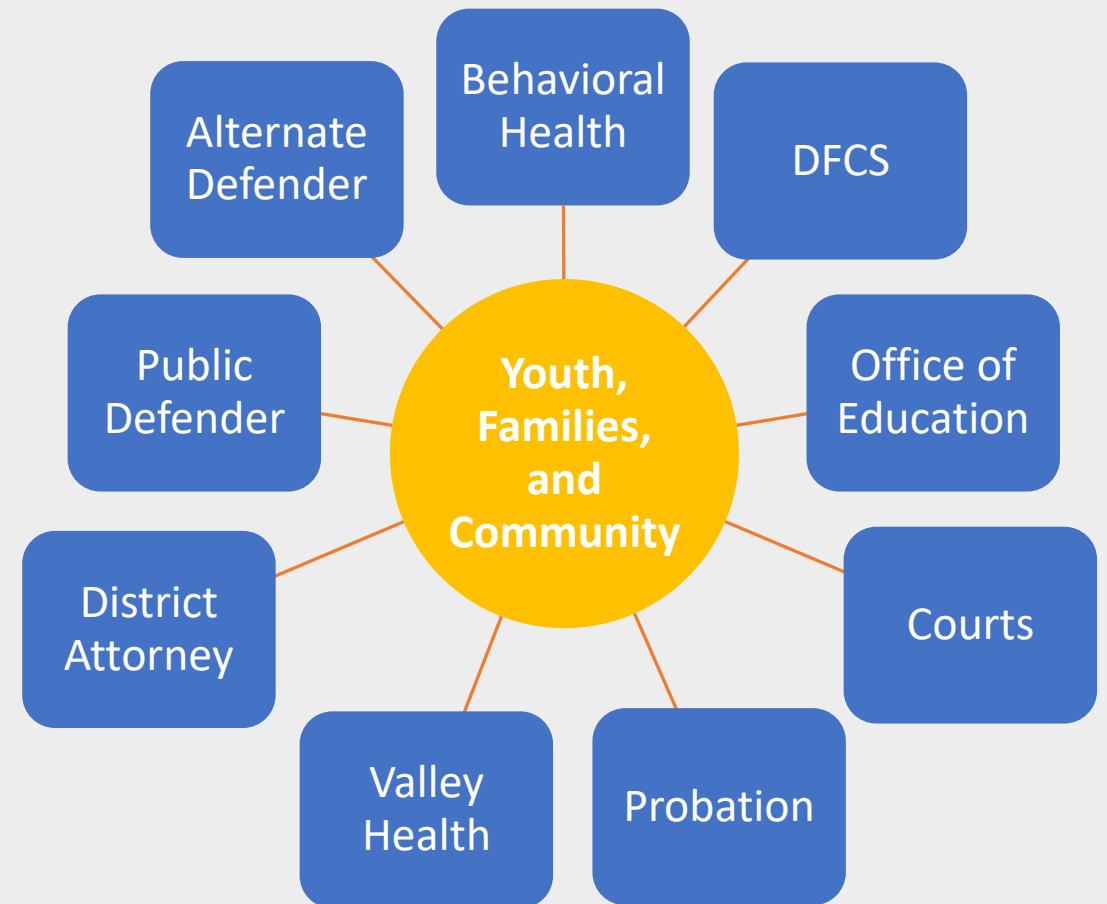 Behavioral
Health
DFCS
Office of
Education
Courts
Probation
Valley
Health
District
Attorney
Public
Defender
Alternate
Defender
Youth,
Families,
and
Community